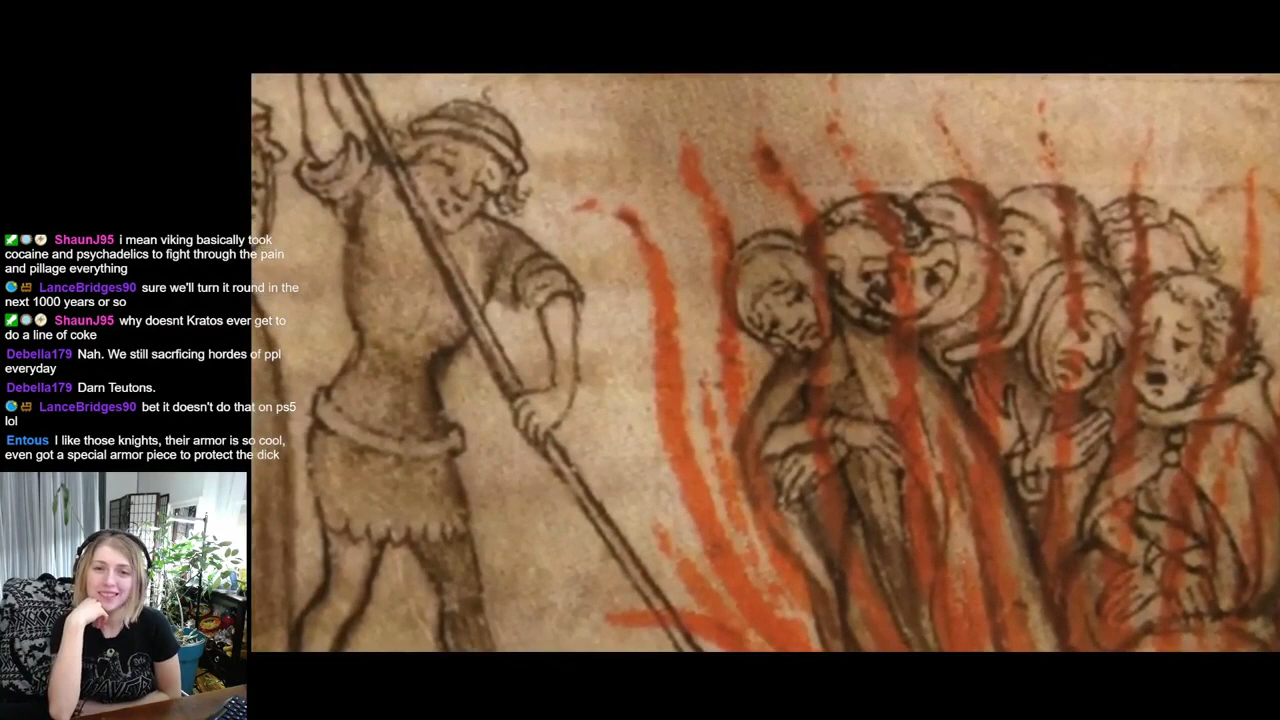 ShaunJ95 i mean viking basically took
cocaine and psychadelics to fight through the pain
and pillage everything
LanceBridges90 sure we'll turn it round in the
next 1000 years or so
ShaunJ95 why doesnt Kratos ever get to
do a line of coke
Debella179 Nah. We still sacrficing hordes of ppl
everyday
Debella179 Darn Teutons.
LanceBridges90 bet it doesn't do that on ps5
lol
Entous I like those knights, their armor is so cool,
even got a special armor piece to protect the dick